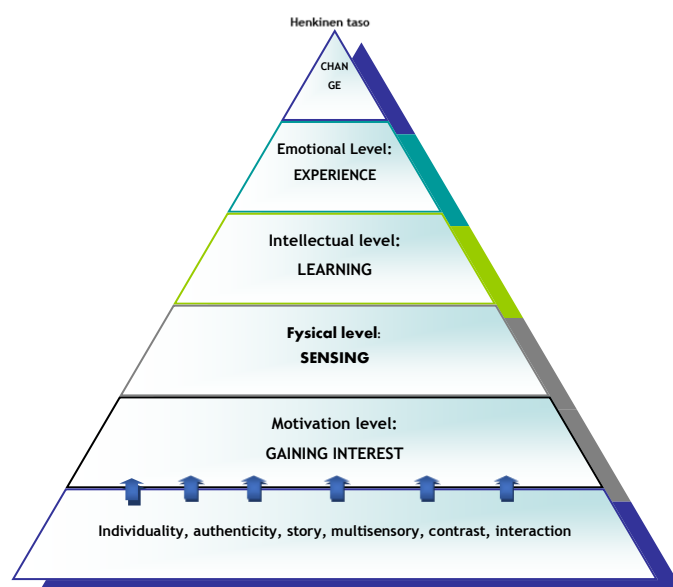 Henkinen taso
CHAN
GE
Emotional Level:
EXPERIENCE
Intellectual level:
LEARNING
Fysical level:
SENSING
Motivation level:
GAINING INTEREST
Individuality, authenticity, story, multisensory, contrast, interaction